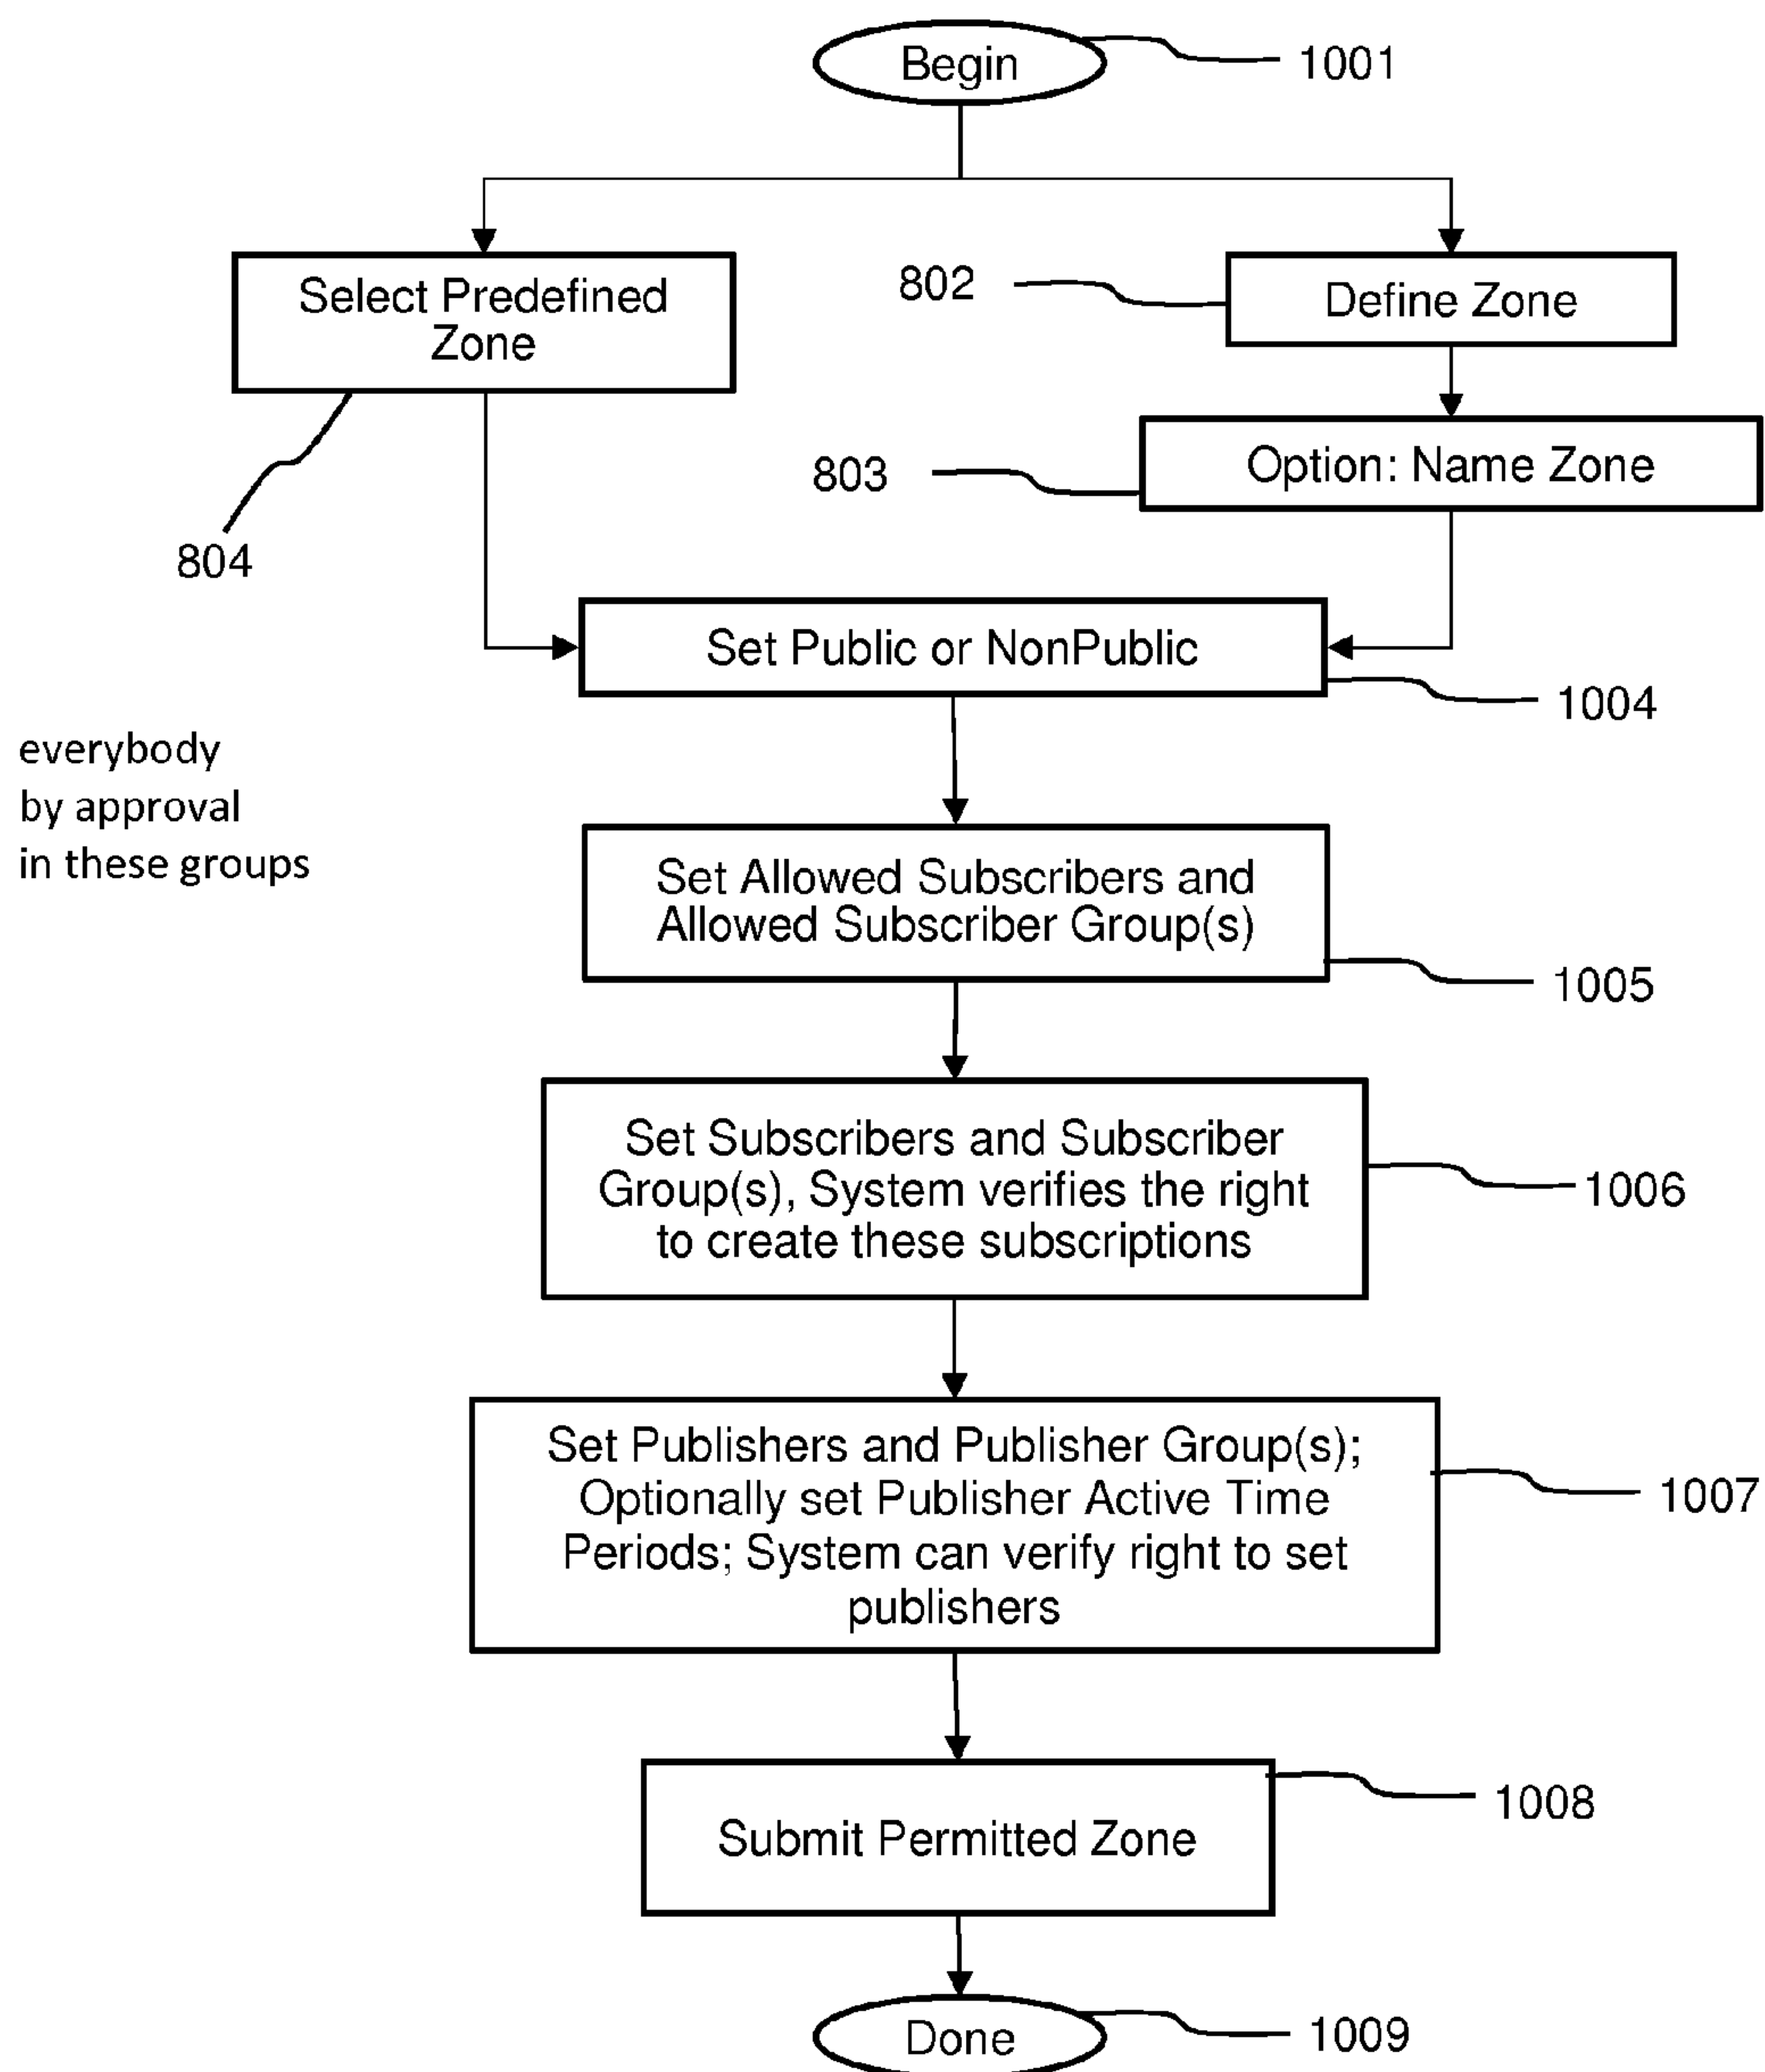 Begin
1001
Select Predefined
Zone
804
802
Define Zone
803
Option: Name Zone
Set Public or NonPublic
1004
everybody
by approval
in these groups
Set Allowed Subscribers and
Allowed Subscriber Group(s)
1005
Set Subscribers and Subscriber
Group(s), System verifies the right
to create these subscriptions
1006
Set Publishers and Publisher Group(s);
Optionally set Publisher Active Time
Periods; System can verify right to set
publishers
1007
Submit Permitted Zone
1008
Done
1009